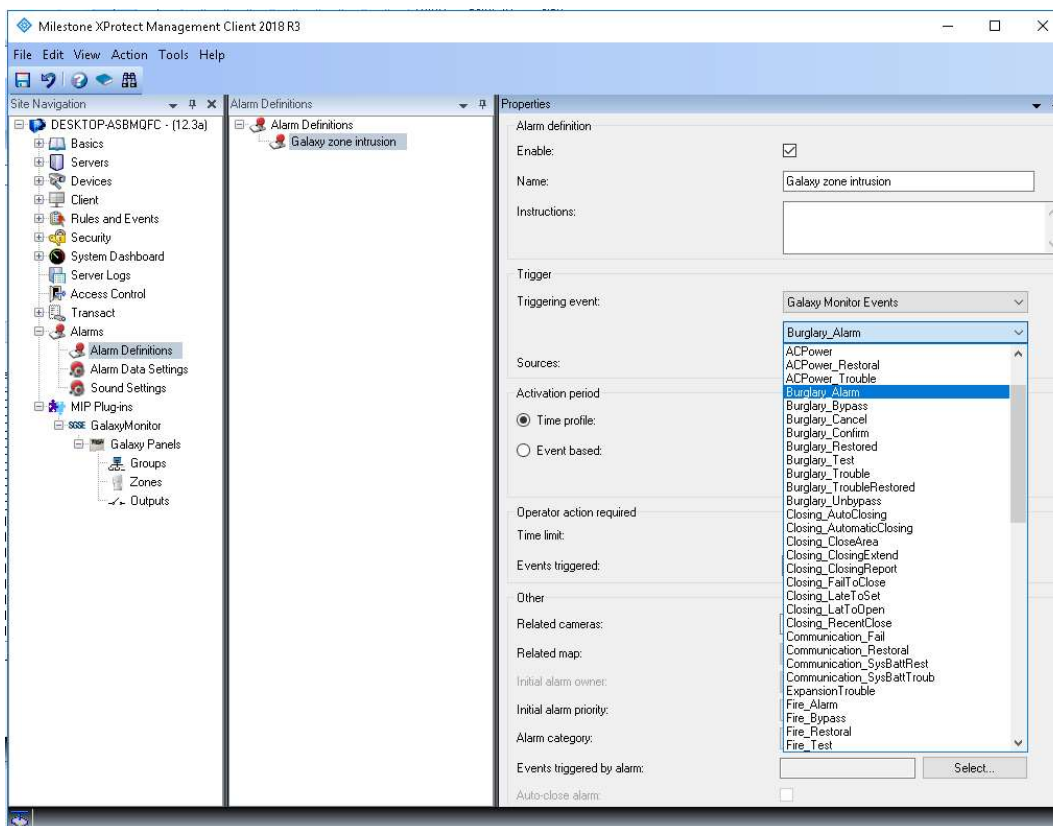 Milestone XProtect Management Client 2018 R3
File Edit View Action Tools Help
Site Navigation
DESKTOP-ASBMQFC - (12.3a)
Basics
Servers
Devices
Client
Rules and Events
Security
System Dashboard
Server Logs
Access Control
Transact
Alarms
Alarm Definitions
Alarm Data Settings
Sound Settings
MIP Plug-ins
SGSE GalaxyMonitor
Galaxy Panels
Groups
Zones
Outputs
Alarm Definitions
Alarm Definitions
Galaxy zone intrusion
Properties
Alarm definition
Enable:
Name: Galaxy zone intrusion
Instructions:
Trigger
Triggering event: Galaxy Monitor Events
Burglary_Alarm
Sources:
Activation period
Time profile:
Event based:
Operator action required
Time limit:
Events triggered:
Other
Related cameras:
Related map:
Initial alarm owner:
Initial alarm priority:
Alarm category:
Events triggered by alarm: Select...
Auto-close alarm:
ACPower
ACPower_Restoral
ACPower_Trouble
Burglary_Alarm
Burglary_Bypass
Burglary_Cancel
Burglary_Confirm
Burglary_Restored
Burglary_Test
Burglary_Trouble
Burglary_TroubleRestored
Burglary_Unbypass
Closing_AutoClosing
Closing_AutomaticClosing
Closing_CloseArea
Closing_ClosingExtend
Closing_ClosingReport
Closing_FailToClose
Closing_LateToSet
Closing_LatToOpen
Closing_RecentClose
Communication_Fail
Communication_Restoral
Communication_SysBattRest
Communication_SysBattTroub
ExpansionTrouble
Fire_Alarm
Fire_Bypass
Fire_Restoral
Fire_Test